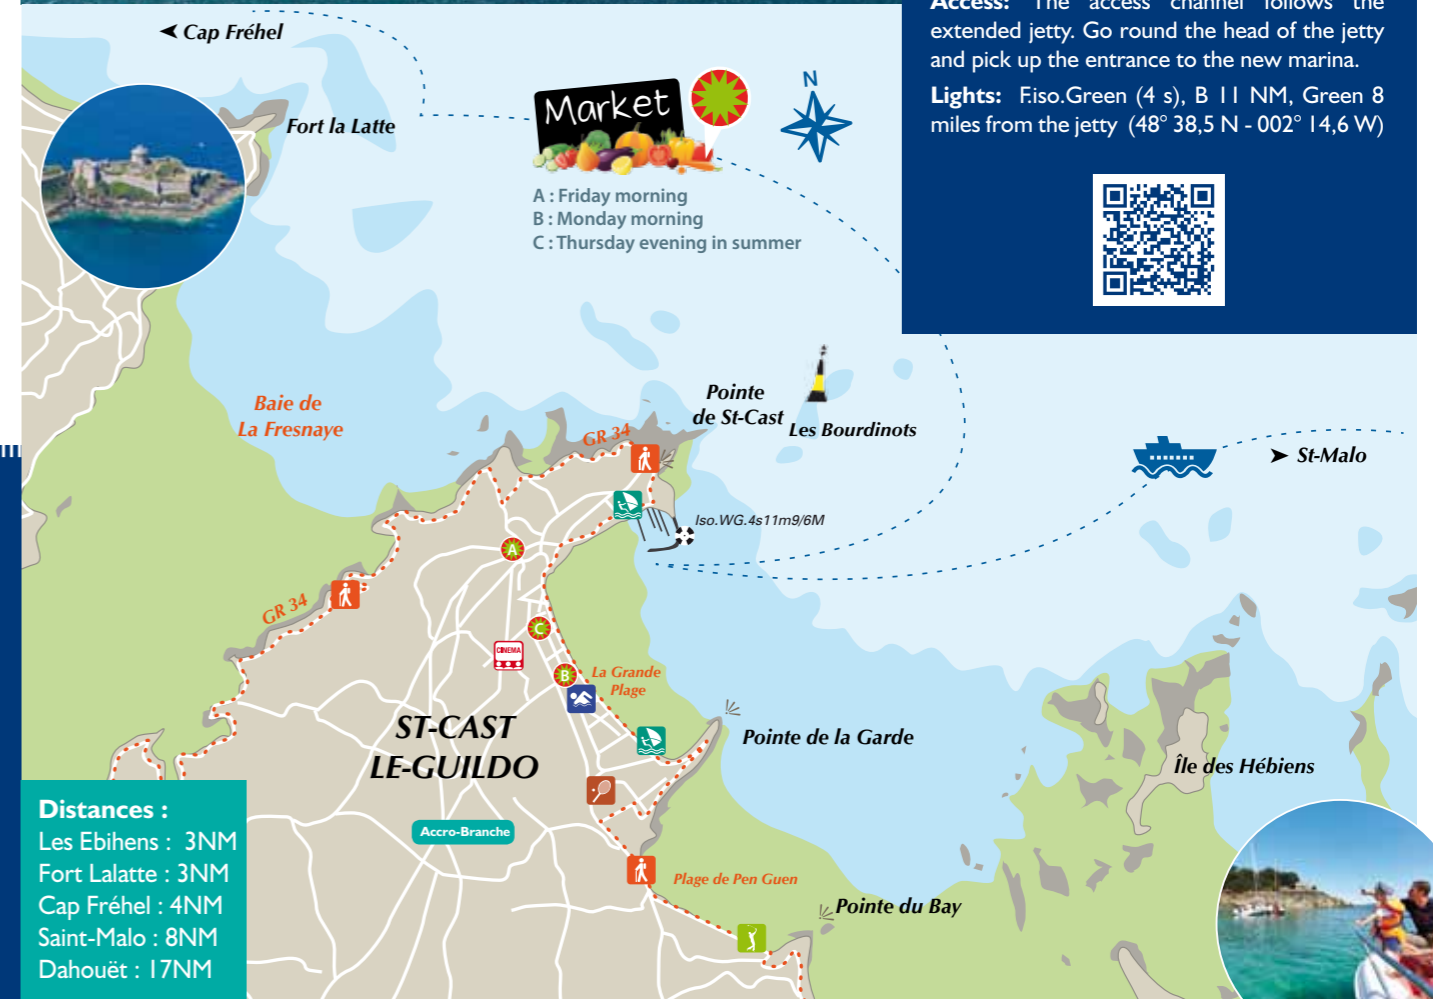 Access: The access channel follows the
extended jetty. Go round the head of the jetty
and pick up the entrance to the new marina.
Lights: F.iso.Green (4 s), B 11 NM, Green 8
miles from the jetty (48° 38,5 N - 002° 14,6 W)
Cap Fréhel
Fort la Latte
Market
N
A : Friday morning
B : Monday morning
C : Thursday evening in summer
Baie de
La Fresnaye
Pointe
de St-Cast
Les Bourdinots
GR 34
St-Malo
Iso.WG.4s11m9/6M
A
GR 34
C
CINEMA
B
La Grande
Plage
ST-CAST
LE-GUILDO
Pointe de la Garde
Île des Hébiens
Accro-Branche
Plage de Pen Guen
Pointe du Bay
Distances :
Les Ebihens : 3NM
Fort Lalatte : 3NM
Cap Fréhel : 4NM
Saint-Malo : 8NM
Dahouët : 17NM